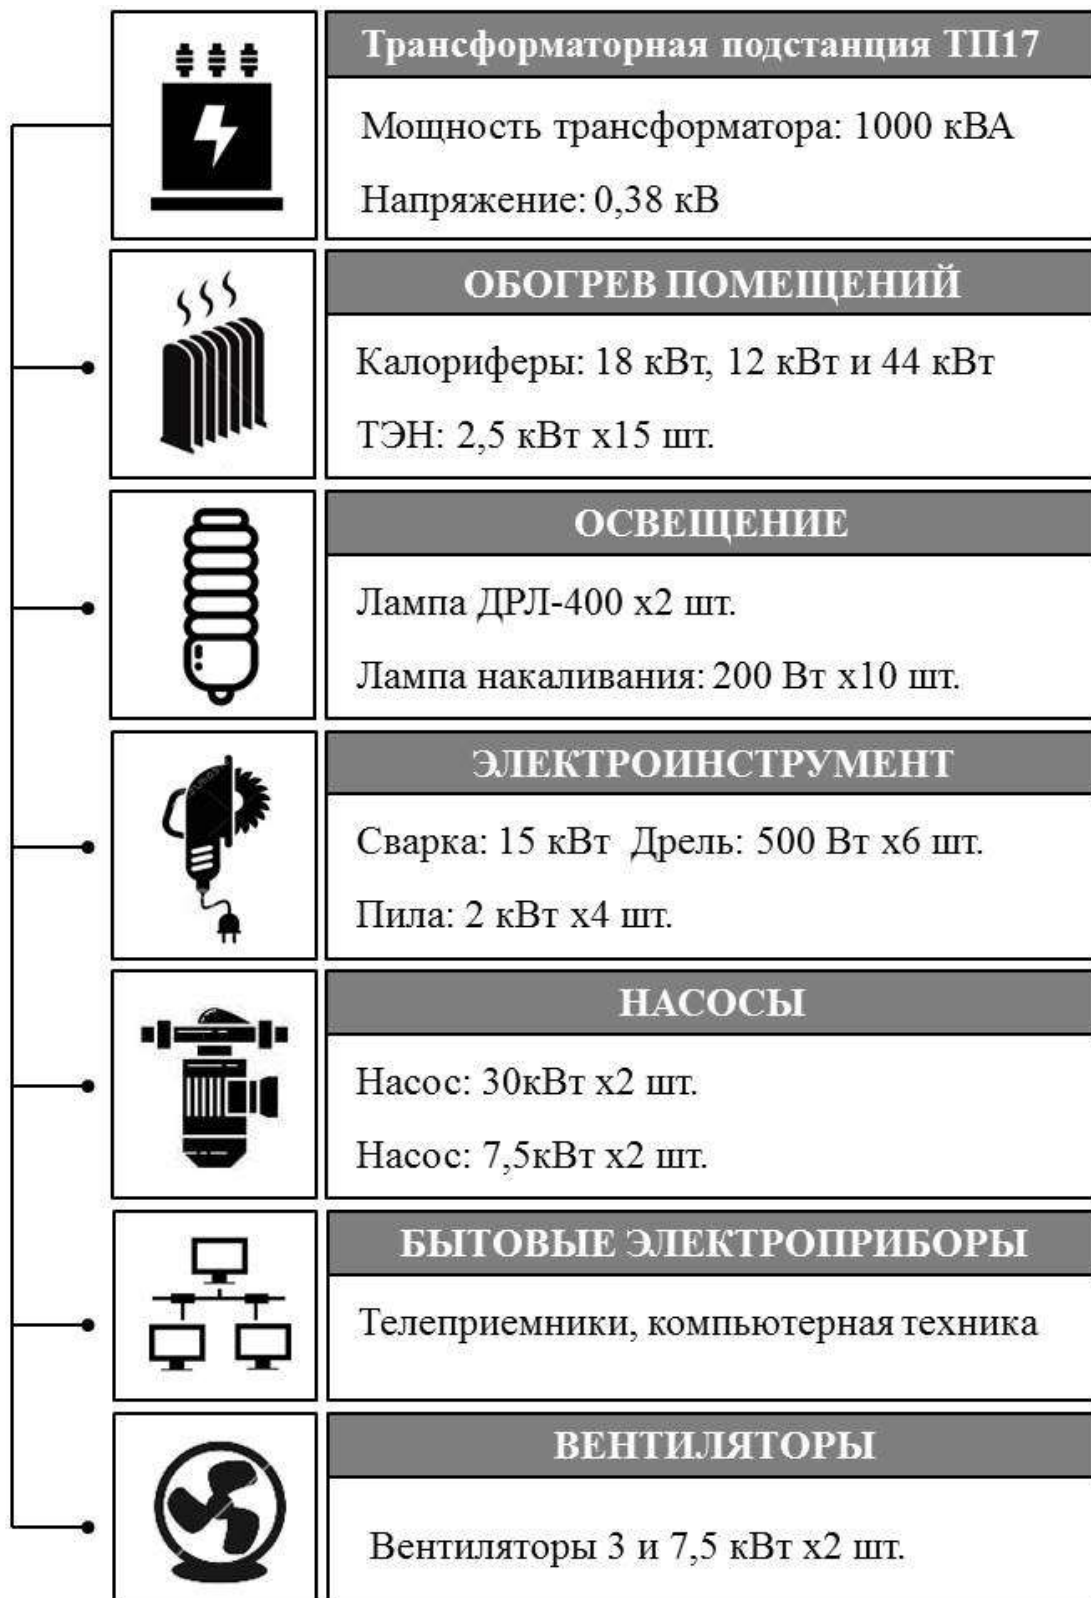 Трансформаторная подстанция ТП17
Мощность трансформатора: 1000 кВА
Напряжение: 0,38 кВ
ОБОГРЕВ ПОМЕЩЕНИЙ
Калориферы: 18 кВт, 12 кВт и 44 кВт
ТЭН: 2,5 кВт х15 шт.
ОСВЕЩЕНИЕ
Лампа ДРЛ-400 х2 шт.
Лампа накаливания: 200 Вт х10 шт.
ЭЛЕКТРОИНСТРУМЕНТ
Сварка: 15 кВт Дрель: 500 Вт х6 шт.
Пила: 2 кВт х4 шт.
НАСОСЫ
Насос: 30кВт х2 шт.
Насос: 7,5кВт х2 шт.
БЫТОВЫЕ ЭЛЕКТРОПРИБОРЫ
Телеприемники, компьютерная техника
ВЕНТИЛЯТОРЫ
Вентиляторы 3 и 7,5 кВт х2 шт.